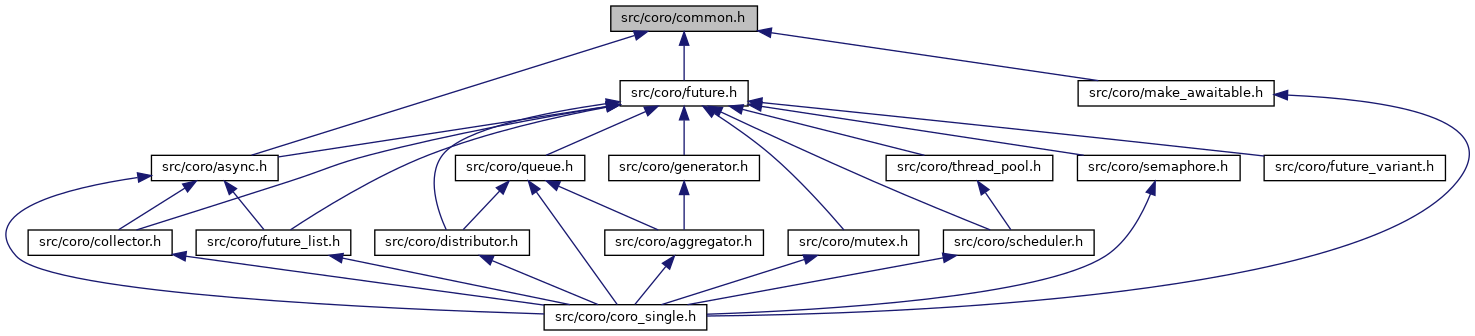 src/coro/common.h
src/coro/future.h
src/coro/make_awaitable.h
src/coro/async.h
src/coro/queue.h
src/coro/generator.h
src/coro/thread_pool.h
src/coro/semaphore.h
src/coro/future_variant.h
src/coro/collector.h
src/coro/future_list.h
src/coro/distributor.h
src/coro/aggregator.h
src/coro/mutex.h
src/coro/scheduler.h
src/coro/coro_single.h